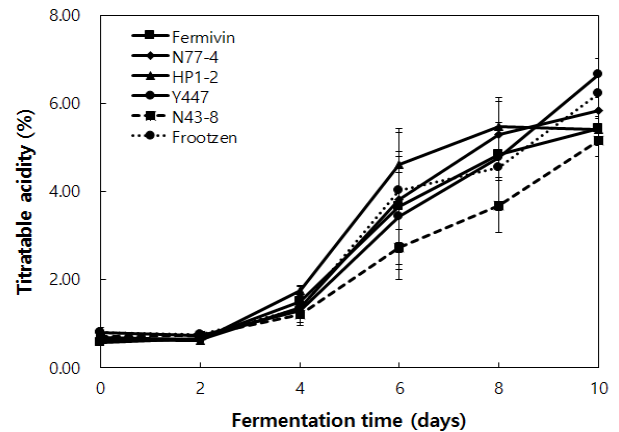 8.00
6.00
4.00
2.00
0.00
Titratable acidity (%)
Fermivin
N77-4
HP1-2
Y447
N43-8
Frootzen
0 2 4 6 8 10
Fermentation time (days)